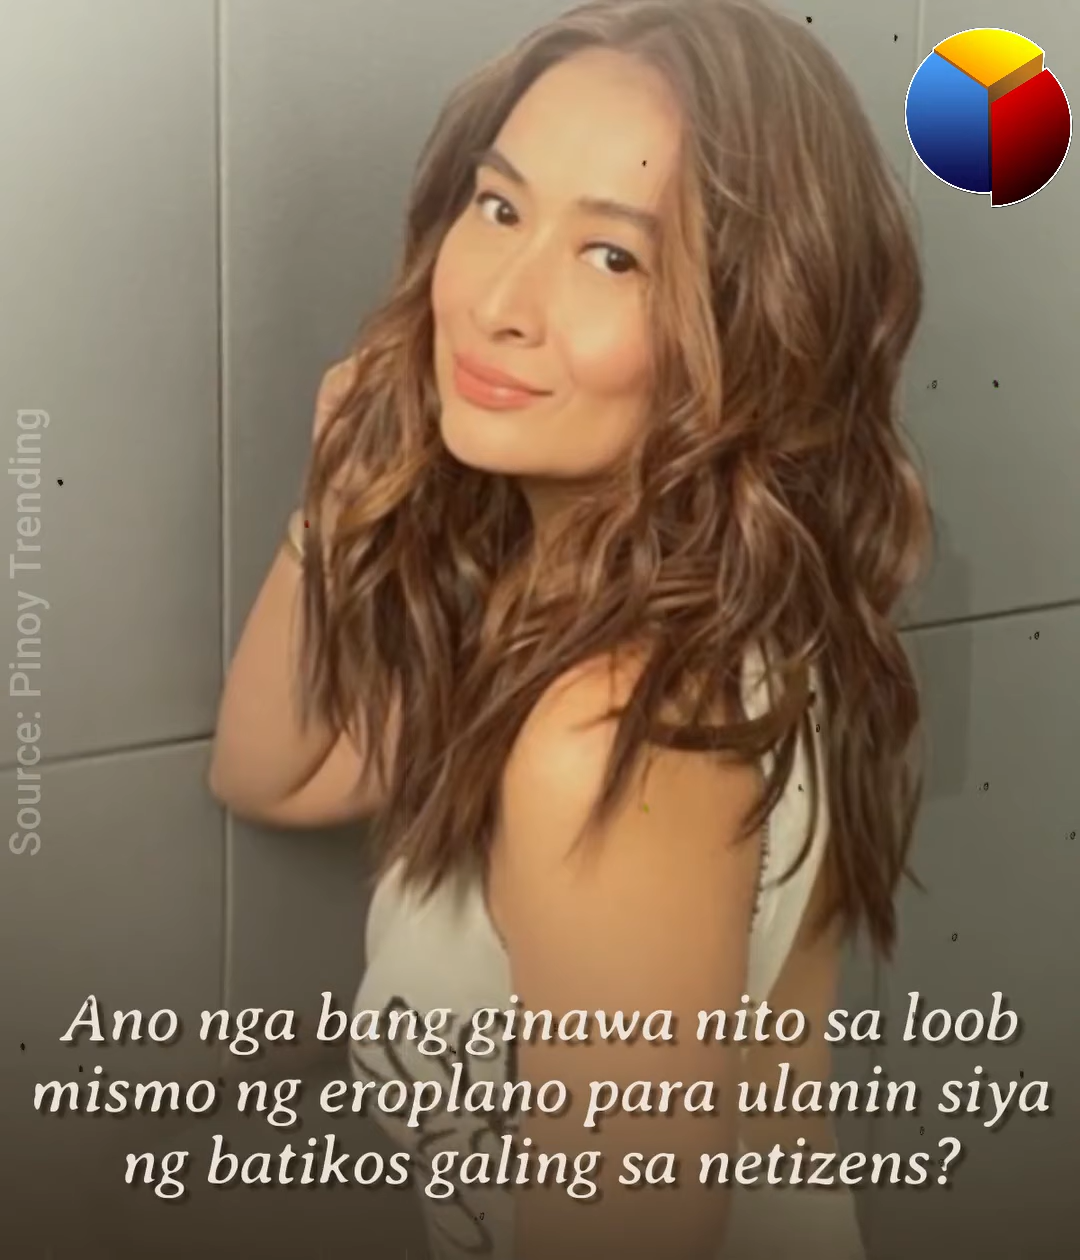 Source: Pinoy Trending
Ano nga bang ginawa nito sa loob
mismo ng eroplano para ulanin siya
ng batikos galing sa netizens?